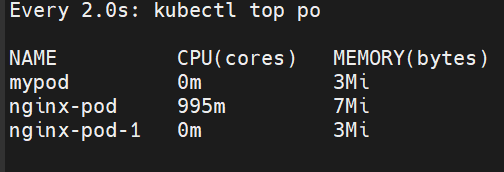 Every 2.0s: kubectl top po
NAME CPU(cores) MEMORY(bytes)
mypod 0m 3Mi
nginx-pod 995m 7Mi
nginx-pod-1 0m 3Mi